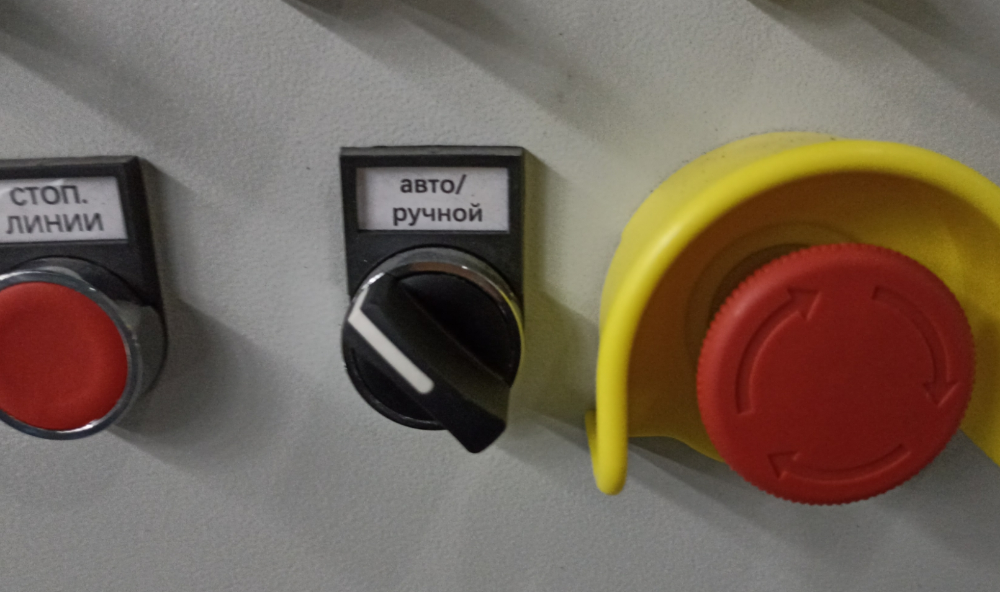 стоп.
линии
авто/
ручной